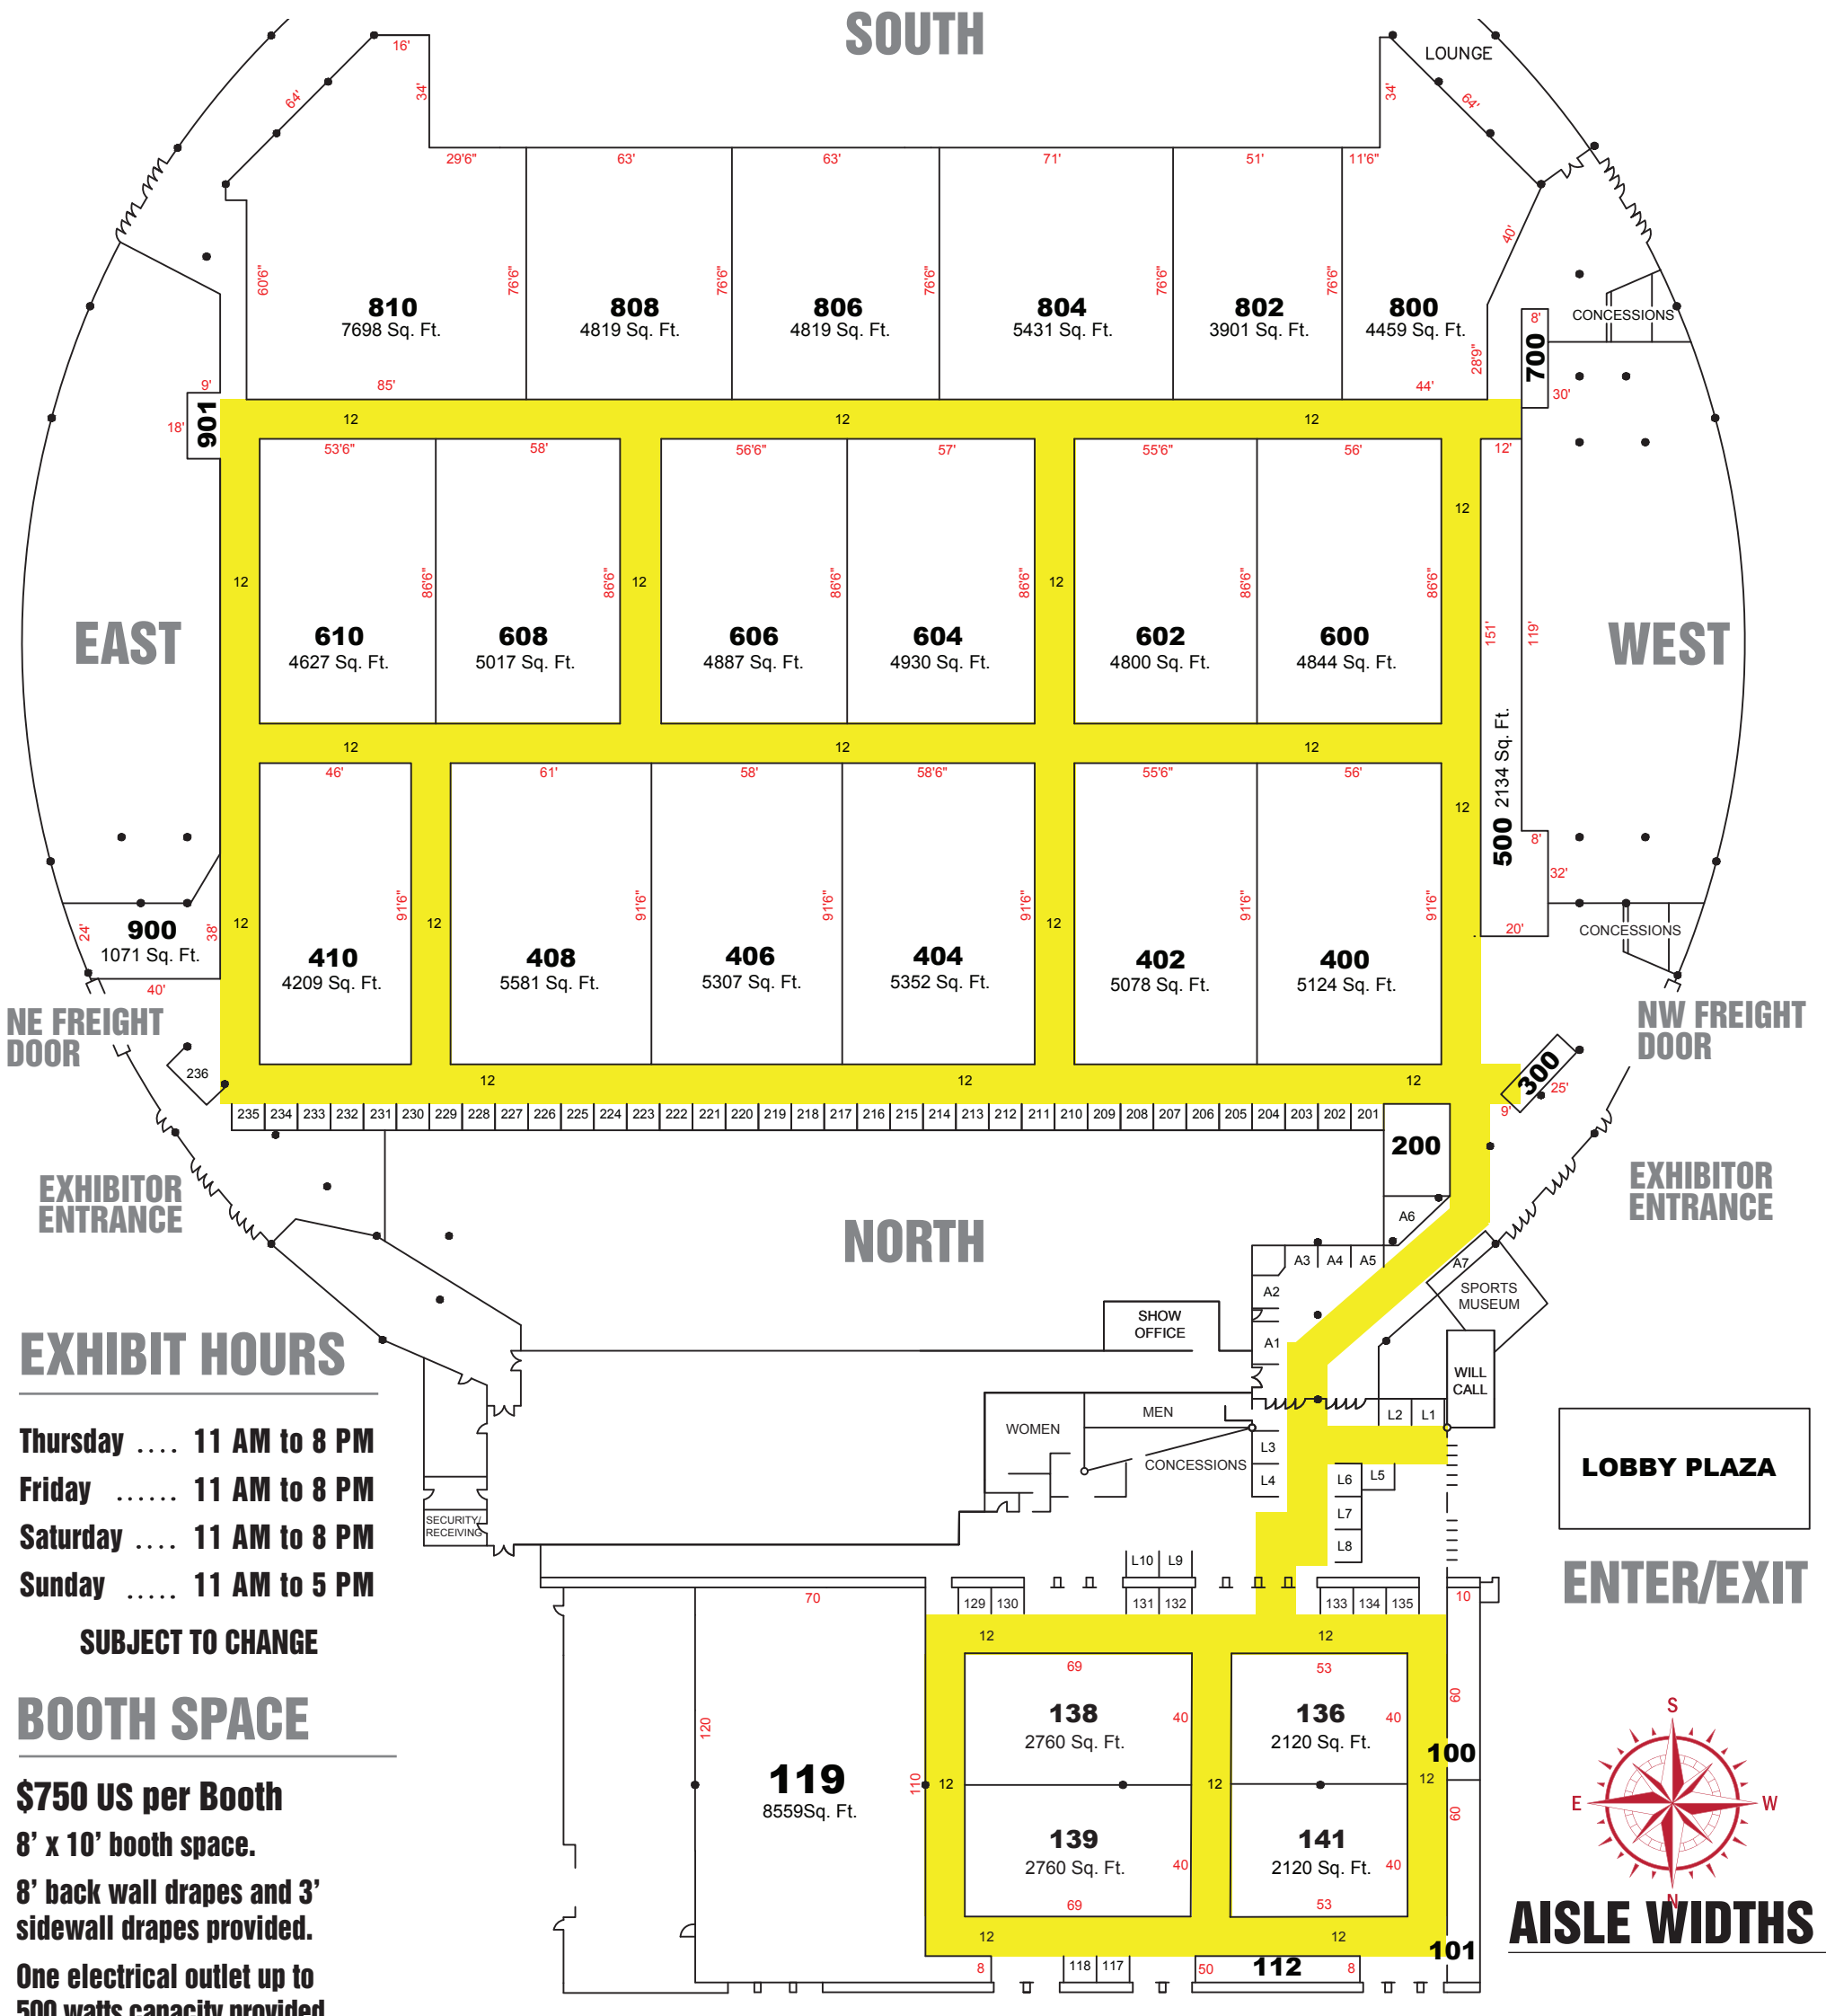 SOUTH
LOUNGE
16'
64'
34'
34'
64'
29'6"
63'
63'
71'
51'
11'6"
40'
60'6"
76'6"
76'6"
76'6"
76'6"
76'6"
28'9"
810
7698 Sq. Ft.
808
4819 Sq. Ft.
806
4819 Sq. Ft.
804
5431 Sq. Ft.
802
3901 Sq. Ft.
800
4459 Sq. Ft.
CONCESSIONS
8'
700
30'
85'
44'
9'
901
18'
12
12
12
53'6"
58'
56'6"
57'
55'6"
56'
12'
12
12
12
12
86'6"
86'6"
86'6"
86'6"
86'6"
86'6"
151'
119'
EAST
WEST
610
4627 Sq. Ft.
608
5017 Sq. Ft.
606
4887 Sq. Ft.
604
4930 Sq. Ft.
602
4800 Sq. Ft.
600
4844 Sq. Ft.
12
12
12
46'
61'
58'
58'6"
55'6"
56'
12
500 2134 Sq. Ft.
8'
32'
20'
CONCESSIONS
24'
900
1071 Sq. Ft.
38'
40'
12
12
12
91'6"
91'6"
91'6"
91'6"
91'6"
91'6"
410
4209 Sq. Ft.
408
5581 Sq. Ft.
406
5307 Sq. Ft.
404
5352 Sq. Ft.
402
5078 Sq. Ft.
400
5124 Sq. Ft.
NE FREIGHT
DOOR
NW FREIGHT
DOOR
236
12
12
12
300
25'
9'
235 234 233 232 231 230 229 228 227 226 225 224 223 222 221 220 219 218 217 216 215 214 213 212 211 210 209 208 207 206 205 204 203 202 201
200
EXHIBITOR
ENTRANCE
EXHIBITOR
ENTRANCE
NORTH
A6
A3 A4 A5
A7
A2
A1
SPORTS
MUSEUM
SHOW
OFFICE
WILL
CALL
WOMEN
MEN
CONCESSIONS
L2 L1
L3
L4
L6 L5
L7
L8
L10 L9
SECURITY/
RECEIVING
LOBBY PLAZA
ENTER/EXIT
EXHIBIT HOURS
Thursday .... 11 AM to 8 PM
Friday ...... 11 AM to 8 PM
Saturday .... 11 AM to 8 PM
Sunday ..... 11 AM to 5 PM
SUBJECT TO CHANGE
BOOTH SPACE
$750 US per Booth
8’ x 10’ booth space.
8’ back wall drapes and 3’
sidewall drapes provided.
One electrical outlet up to
500 watts capacity provided
70
129 130
131 132
133 134 135
10
12
12
69
53
120
110
119
8559Sq. Ft.
138
2760 Sq. Ft.
40
136
2120 Sq. Ft.
40
60
100
12
12
12
60
139
2760 Sq. Ft.
40
141
2120 Sq. Ft.
40
69
53
12
12
101
8
118 117
50
112
8
S
E
W
N
AISLE WIDTHS